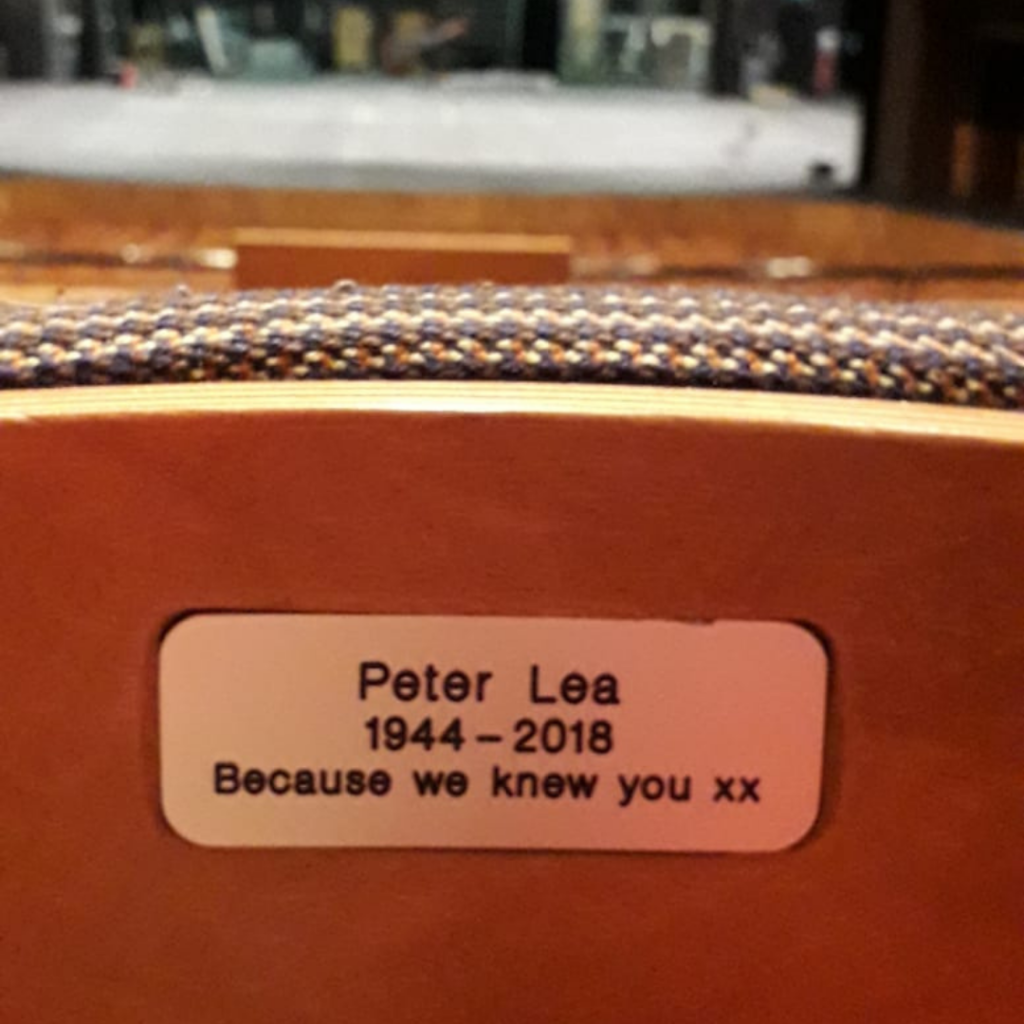 Peter Lea
1944 – 2018
Because we knew you xx